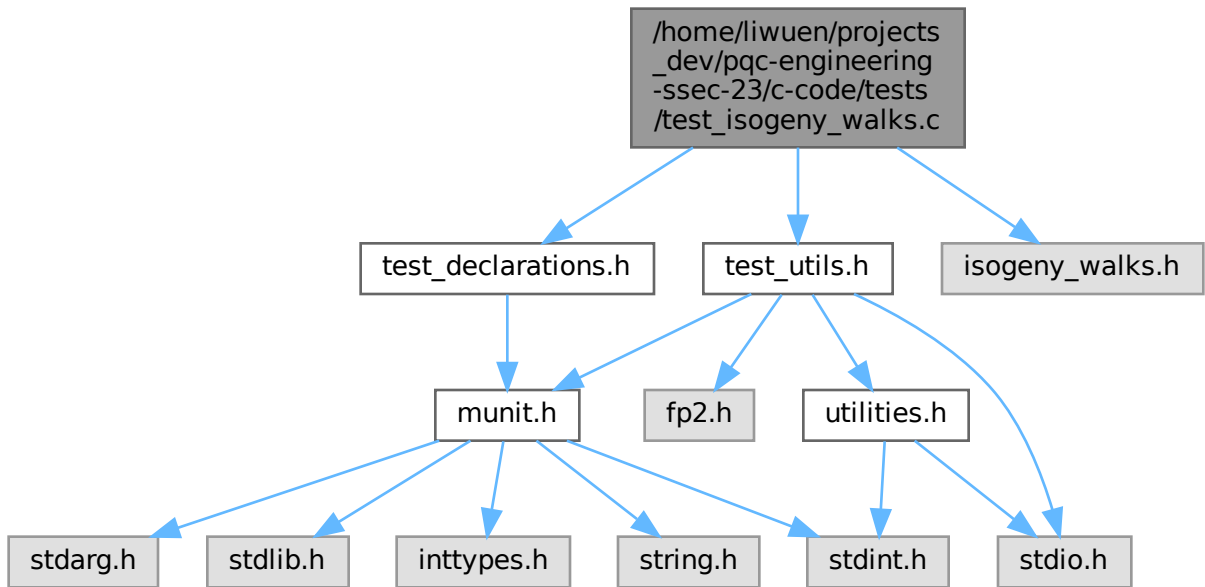 /home/liwuen/projects
_dev/pqc-engineering
-ssec-23/c-code/tests
/test_isogeny_walks.c
test_declarations.h
test_utils.h
isogeny_walks.h
munit.h
fp2.h
utilities.h
stdarg.h
stdlib.h
inttypes.h
string.h
stdint.h
stdio.h